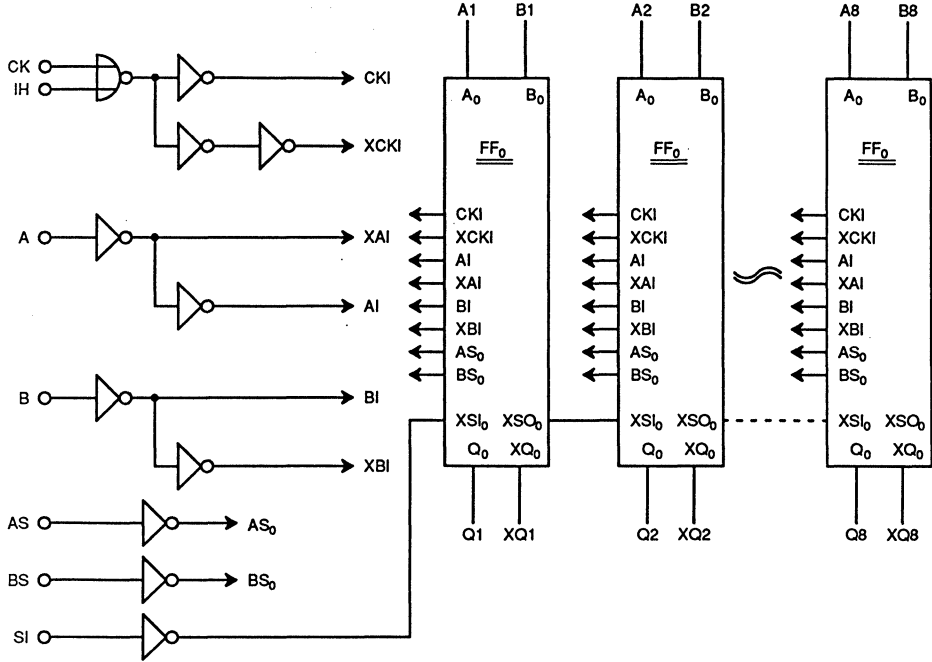 A1 B1 A2 B2 A8 B8
CK
IH
CKI
XCKI
A
XAI
AI
B
BI
XBI
AS
AS₀
BS
BS₀
SI
A₀ B₀
FF₀
CKI
XCKI
AI
XAI
BI
XBI
AS₀
BS₀
XSI₀ XSO₀
Q₀ XQ₀
Q1 XQ1
A₀ B₀
FF₀
CKI
XCKI
AI
XAI
BI
XBI
AS₀
BS₀
XSI₀ XSO₀
Q₀ XQ₀
Q2 XQ2
A₀ B₀
FF₀
CKI
XCKI
AI
XAI
BI
XBI
AS₀
BS₀
XSI₀ XSO₀
Q₀ XQ₀
Q8 XQ8